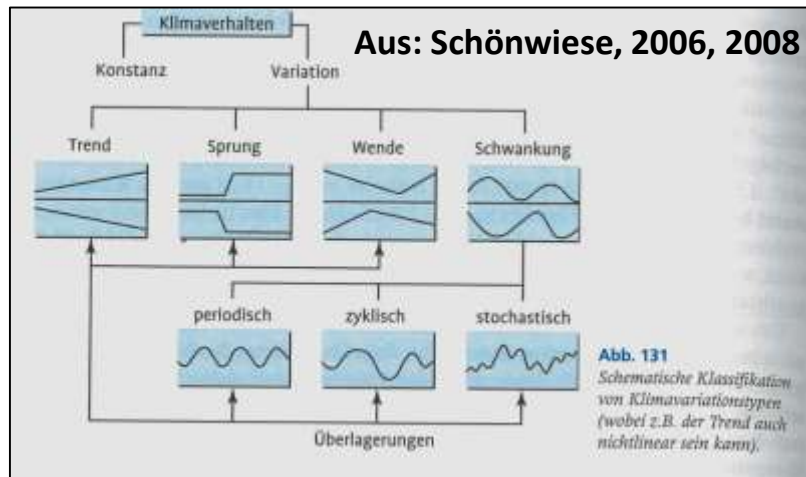 Klimaverhalten
Aus: Schönwiese, 2006, 2008
Konstanz
Variation
Trend
Sprung
Wende
Schwankung
periodisch
zyklisch
stochastisch
Überlagerungen
Abb. 131
Schematische Klassifikation
von Klimavariationstypen
(wobei z.B. der Trend auch
nichtlinear sein kann).